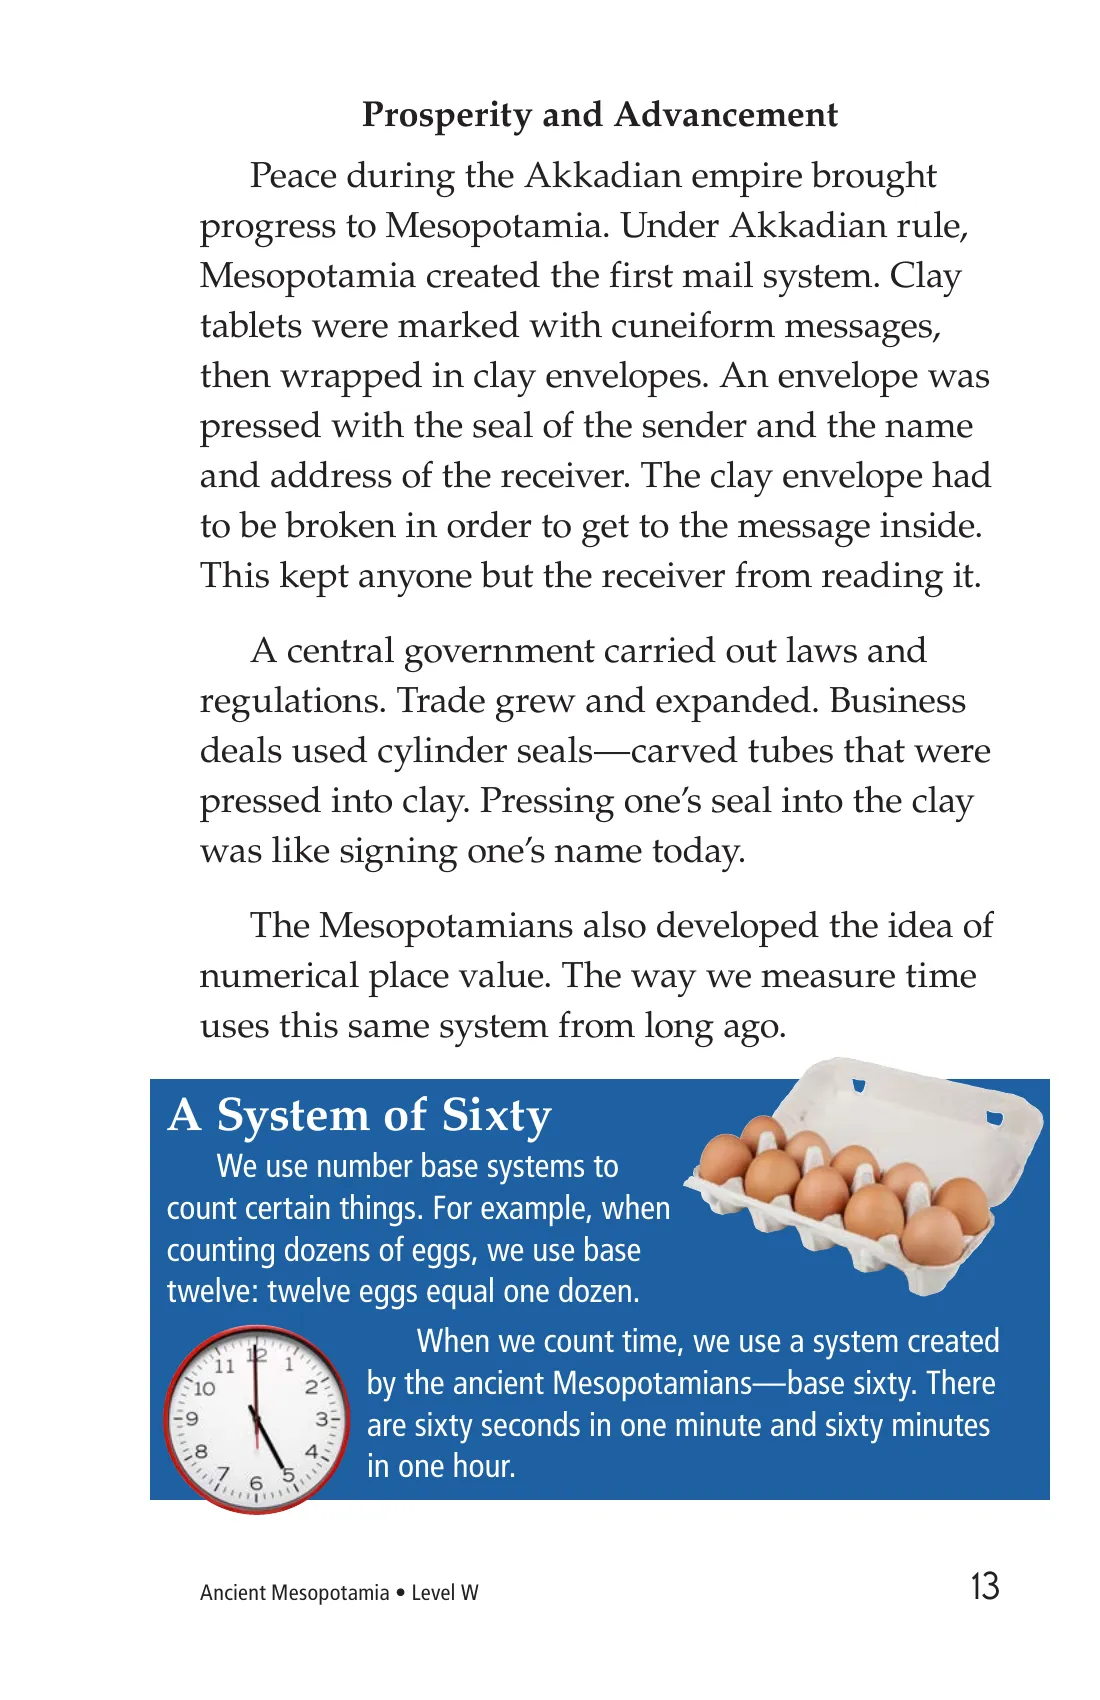 Prosperity and Advancement
Peace during the Akkadian empire brought
progress to Mesopotamia. Under Akkadian rule,
Mesopotamia created the first mail system. Clay
tablets were marked with cuneiform messages,
then wrapped in clay envelopes. An envelope was
pressed with the seal of the sender and the name
and address of the receiver. The clay envelope had
to be broken in order to get to the message inside.
This kept anyone but the receiver from reading it.
A central government carried out laws and
regulations. Trade grew and expanded. Business
deals used cylinder seals—carved tubes that were
pressed into clay. Pressing one’s seal into the clay
was like signing one’s name today.
The Mesopotamians also developed the idea of
numerical place value. The way we measure time
uses this same system from long ago.
A System of Sixty
We use number base systems to
count certain things. For example, when
counting dozens of eggs, we use base
twelve: twelve eggs equal one dozen.
When we count time, we use a system created
by the ancient Mesopotamians—base sixty. There
are sixty seconds in one minute and sixty minutes
in one hour.
11 12 1
10 2
9 3
8 4
7 6 5
Ancient Mesopotamia • Level W 13